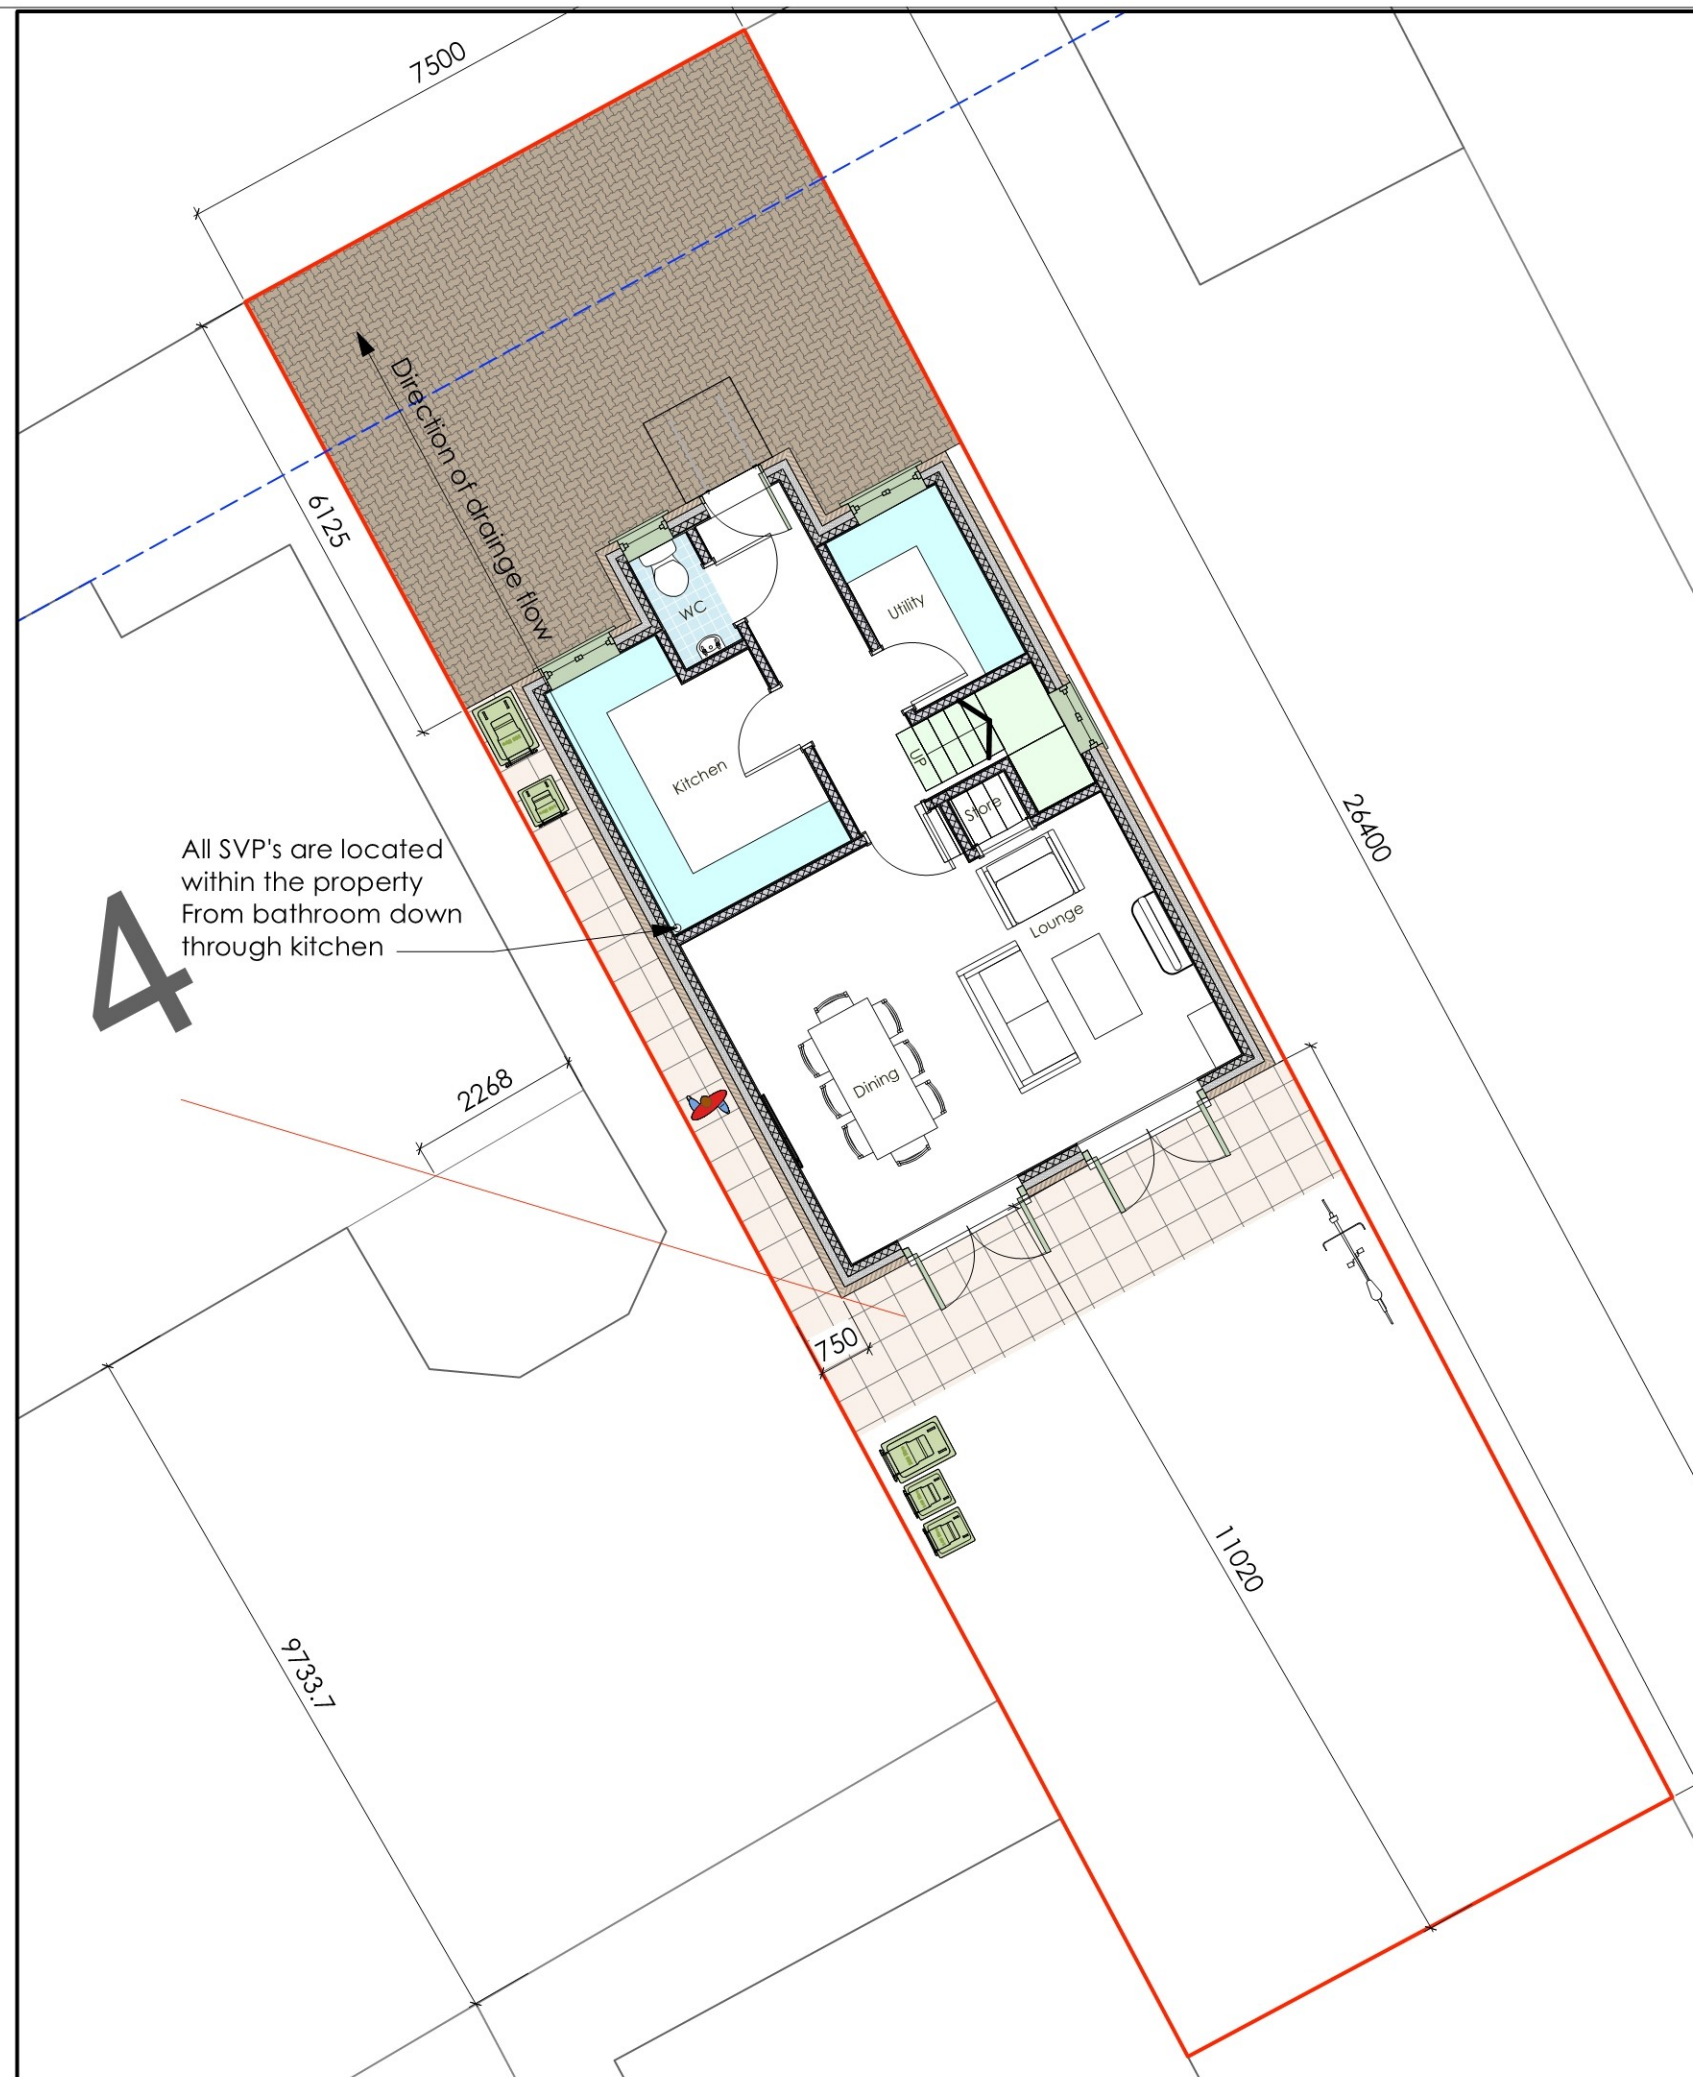 7500
Direction of drainge flow
6125
WC
Utility
UP
Kitchen
Store
26400
All SVP's are located
within the property
From bathroom down
through kitchen
4
Lounge
Dining
2268
750
11020
9733.7